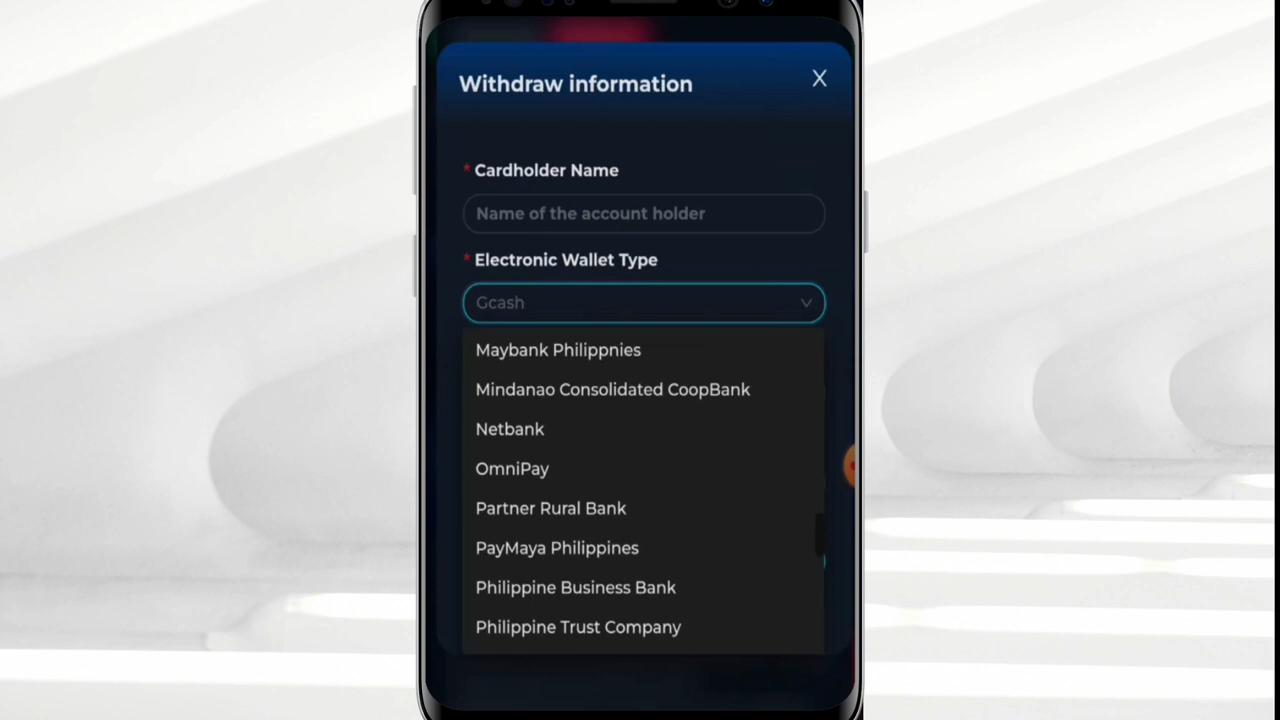 Withdraw information
X
* Cardholder Name
Name of the account holder
* Electronic Wallet Type
Gcash
Maybank Philippnies
Mindanao Consolidated CoopBank
Netbank
OmniPay
Partner Rural Bank
PayMaya Philippines
Philippine Business Bank
Philippine Trust Company